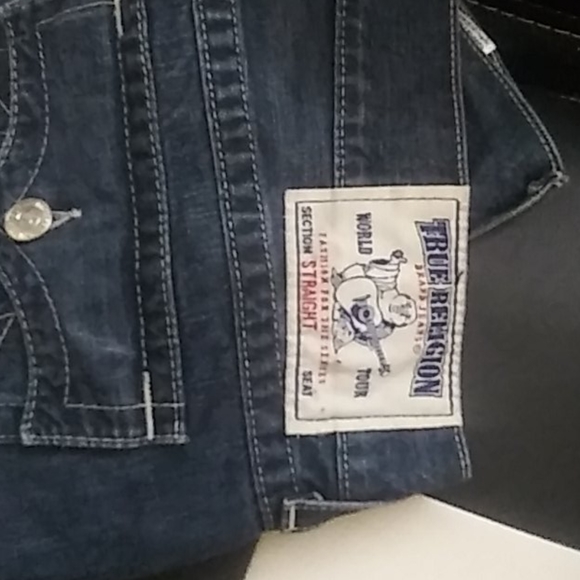 TRUE RELIGION
BRAND JEANS
WORLD TOUR
FASHION FOR THE SENSES
SECTION STRAIGHT SEAT